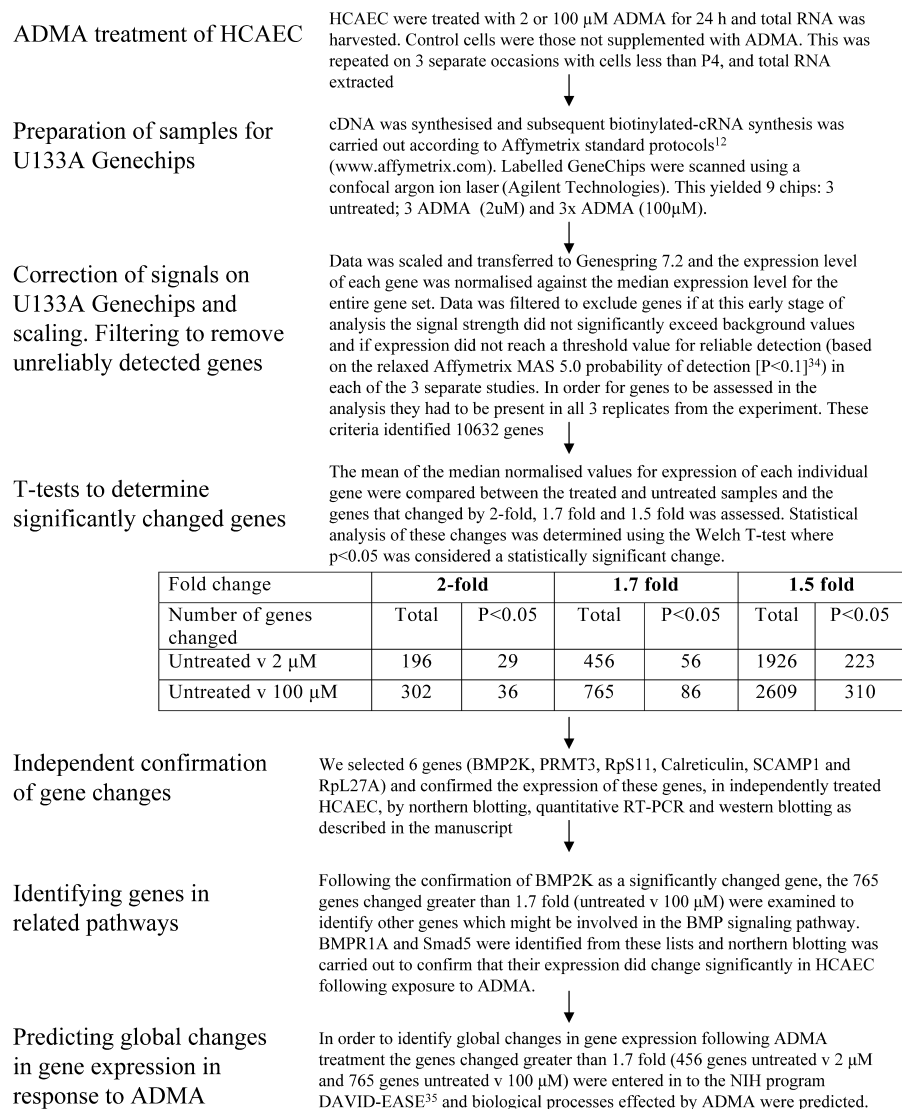 ADMA treatment of HCAEC
HCAEC were treated with 2 or 100 µM ADMA for 24 h and total RNA was
harvested. Control cells were those not supplemented with ADMA. This was
repeated on 3 separate occasions with cells less than P4, and total RNA
extracted
Preparation of samples for
U133A Genechips
cDNA was synthesised and subsequent biotinylated-cRNA synthesis was
carried out according to Affymetrix standard protocols12
(www.affymetrix.com). Labelled GeneChips were scanned using a
confocal argon ion laser (Agilent Technologies). This yielded 9 chips: 3
untreated; 3 ADMA (2uM) and 3x ADMA (100µM).
Correction of signals on
U133A Genechips and
scaling. Filtering to remove
unreliably detected genes
Data was scaled and transferred to Genespring 7.2 and the expression level
of each gene was normalised against the median expression level for the
entire gene set. Data was filtered to exclude genes if at this early stage of
analysis the signal strength did not significantly exceed background values
and if expression did not reach a threshold value for reliable detection (based
on the relaxed Affymetrix MAS 5.0 probability of detection [P<0.1]34) in
each of the 3 separate studies. In order for genes to be assessed in the
analysis they had to be present in all 3 replicates from the experiment. These
criteria identified 10632 genes
T-tests to determine
significantly changed genes
The mean of the median normalised values for expression of each individual
gene were compared between the treated and untreated samples and the
genes that changed by 2-fold, 1.7 fold and 1.5 fold was assessed. Statistical
analysis of these changes was determined using the Welch T-test where
p<0.05 was considered a statistically significant change.
Fold change 2-fold 1.7 fold 1.5 fold
Number of genes Total P<0.05 Total P<0.05 Total P<0.05
changed
Untreated v 2 µM 196 29 456 56 1926 223
Untreated v 100 µM 302 36 765 86 2609 310
Independent confirmation
of gene changes
We selected 6 genes (BMP2K, PRMT3, RpS11, Calreticulin, SCAMP1 and
RpL27A) and confirmed the expression of these genes, in independently treated
HCAEC, by northern blotting, quantitative RT-PCR and western blotting as
described in the manuscript
Identifying genes in
related pathways
Following the confirmation of BMP2K as a significantly changed gene, the 765
genes changed greater than 1.7 fold (untreated v 100 µM) were examined to
identify other genes which might be involved in the BMP signaling pathway.
BMPR1A and Smad5 were identified from these lists and northern blotting was
carried out to confirm that their expression did change significantly in HCAEC
following exposure to ADMA.
Predicting global changes
in gene expression in
response to ADMA
In order to identify global changes in gene expression following ADMA
treatment the genes changed greater than 1.7 fold (456 genes untreated v 2 µM
and 765 genes untreated v 100 µM) were entered in to the NIH program
DAVID-EASE35 and biological processes effected by ADMA were predicted.